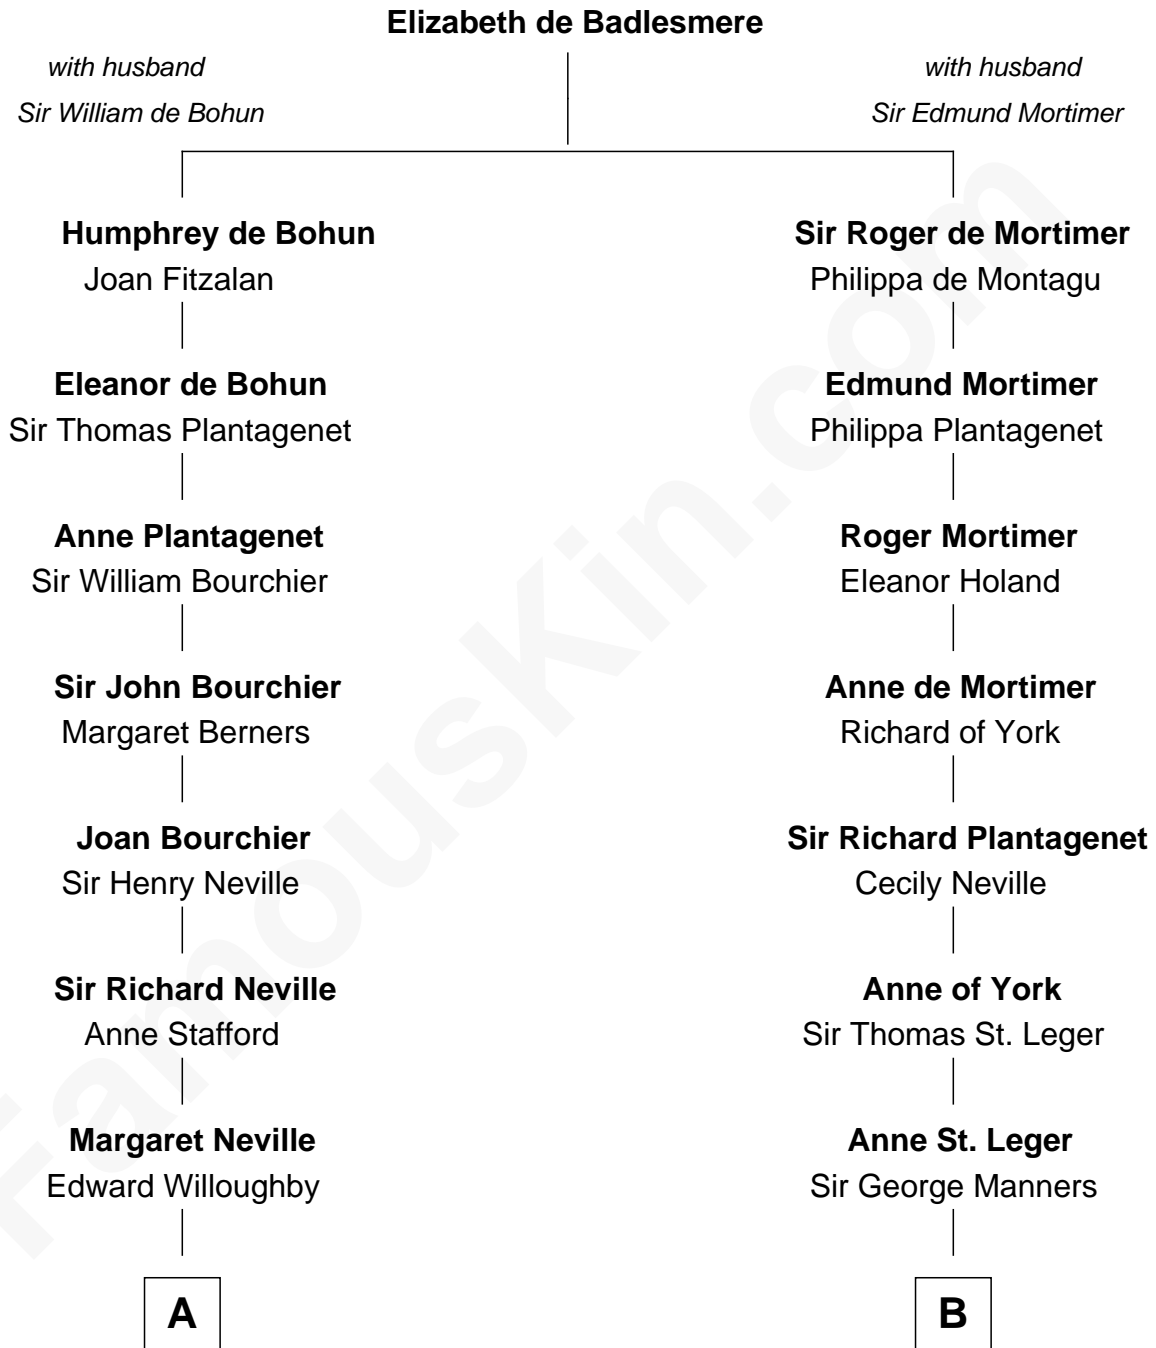 Elizabeth de Badlesmere
with husband
Sir William de Bohun
with husband
Sir Edmund Mortimer
Humphrey de Bohun
Joan Fitzalan
Sir Roger de Mortimer
Philippa de Montagu
Eleanor de Bohun
Sir Thomas Plantagenet
Edmund Mortimer
Philippa Plantagenet
Anne Plantagenet
Sir William Bourchier
Roger Mortimer
Eleanor Holand
Sir John Bourchier
Margaret Berners
Anne de Mortimer
Richard of York
Joan Bourchier
Sir Henry Neville
Sir Richard Plantagenet
Cecily Neville
Sir Richard Neville
Anne Stafford
Anne of York
Sir Thomas St. Leger
Margaret Neville
Edward Willoughby
Anne St. Leger
Sir George Manners
A
B
FamousKin.com